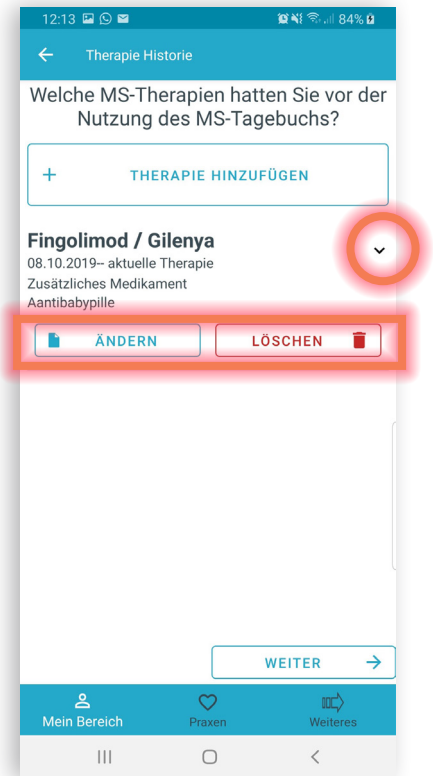 12:13 84%
Therapie Historie
Welche MS-Therapien hatten Sie vor der
Nutzung des MS-Tagebuchs?
+ THERAPIE HINZUFÜGEN
Fingolimod / Gilenya
08.10.2019-- aktuelle Therapie
Zusätzliches Medikament
Aantibabypille
ÄNDERN LÖSCHEN
WEITER
Mein Bereich Praxen Weiteres